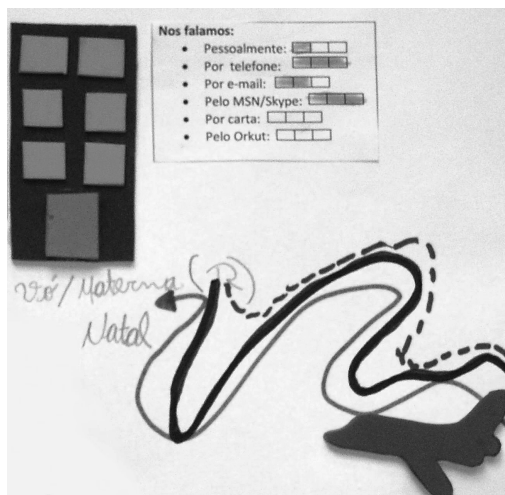 Nos falamos:
• Pessoalmente:
• Por telefone:
• Por e-mail:
• Pelo MSN/Skype:
• Por carta:
• Pelo Orkut:
(R)
Vó/Materna
Natal